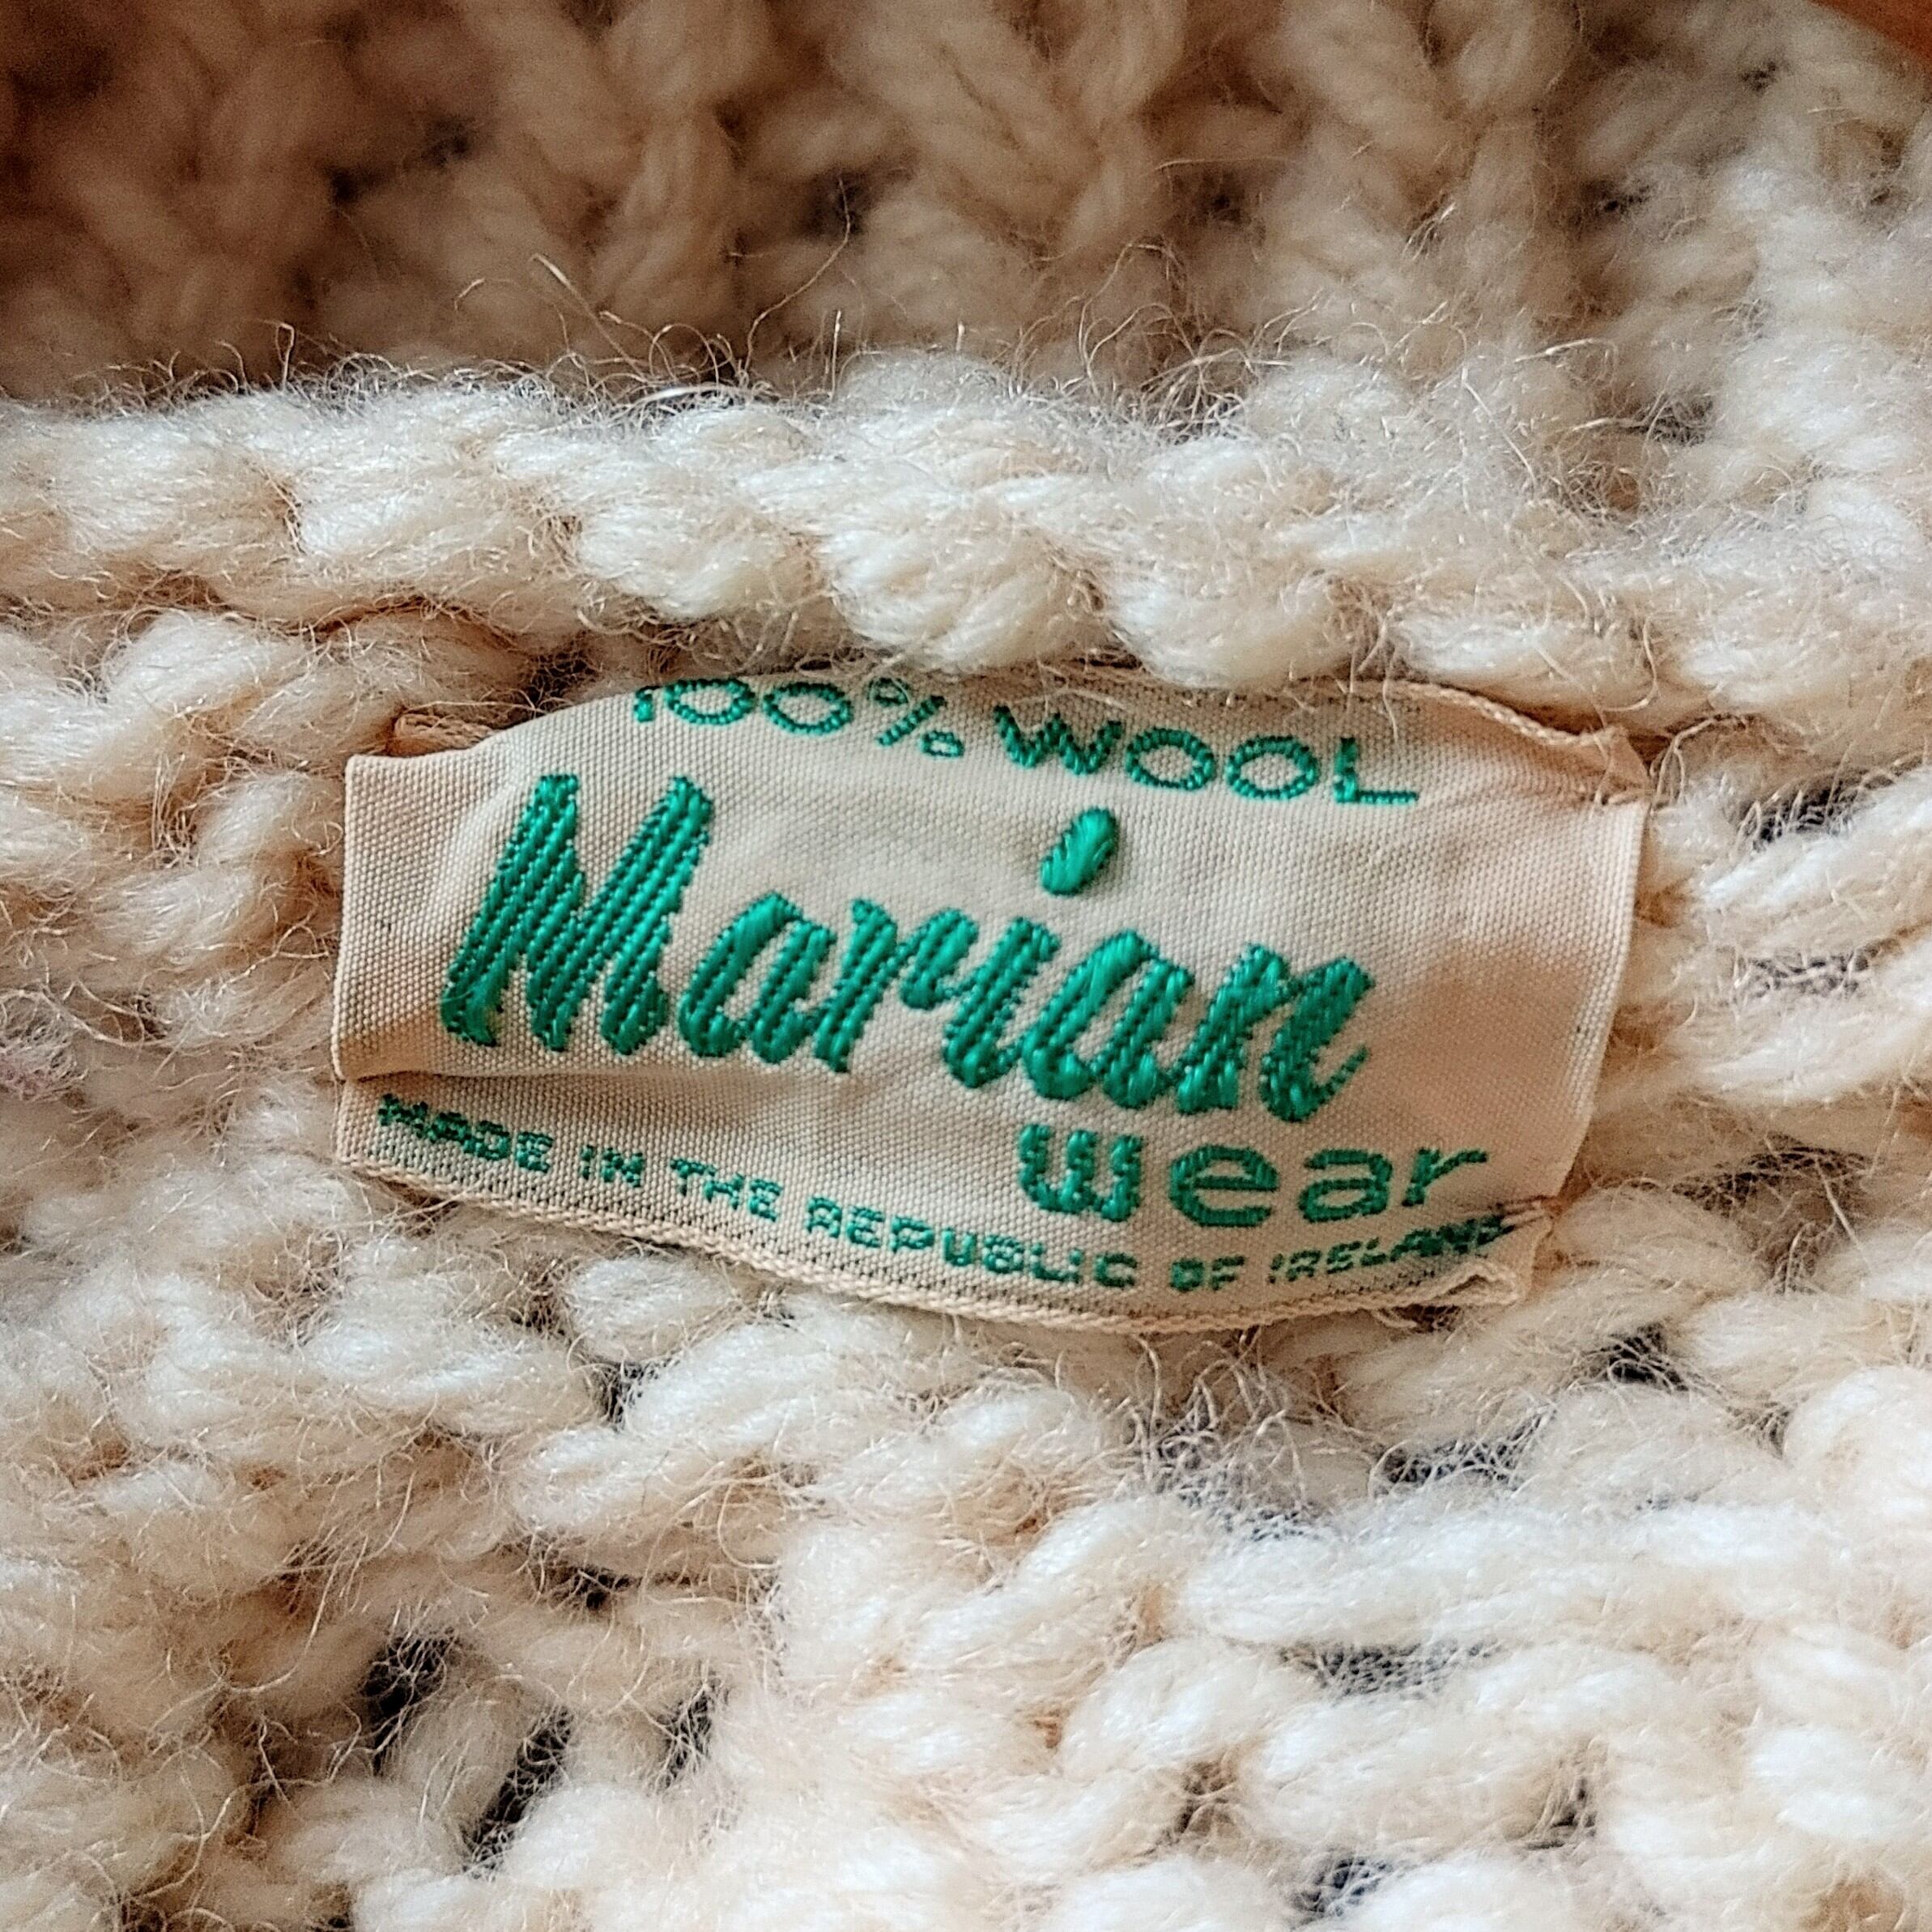 100% WOOL
Marian
wear
MADE IN THE REPUBLIC OF IRELAND